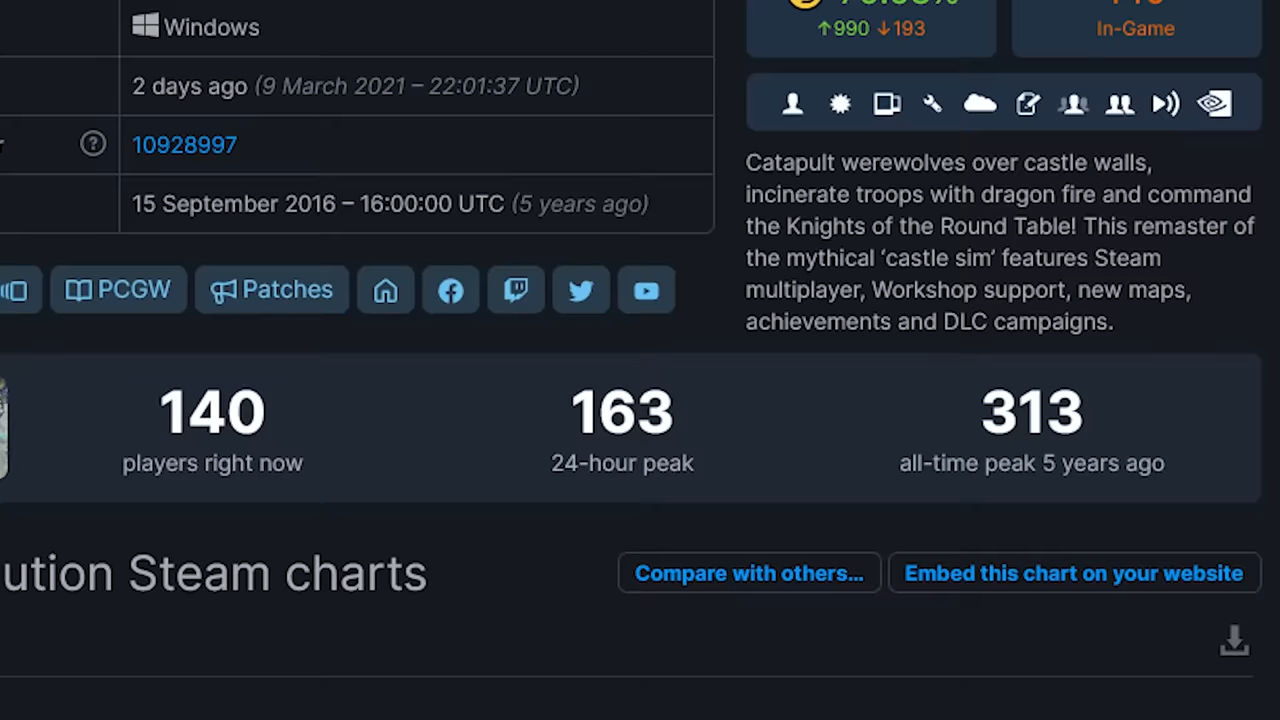 Windows
2 days ago (9 March 2021 – 22:01:37 UTC)
10928997
15 September 2016 – 16:00:00 UTC (5 years ago)
PCGW
Patches
↑990 ↓193
In-Game
Catapult werewolves over castle walls,
incinerate troops with dragon fire and command
the Knights of the Round Table! This remaster of
the mythical ‘castle sim’ features Steam
multiplayer, Workshop support, new maps,
achievements and DLC campaigns.
140
players right now
163
24-hour peak
313
all-time peak 5 years ago
ution Steam charts
Compare with others...
Embed this chart on your website